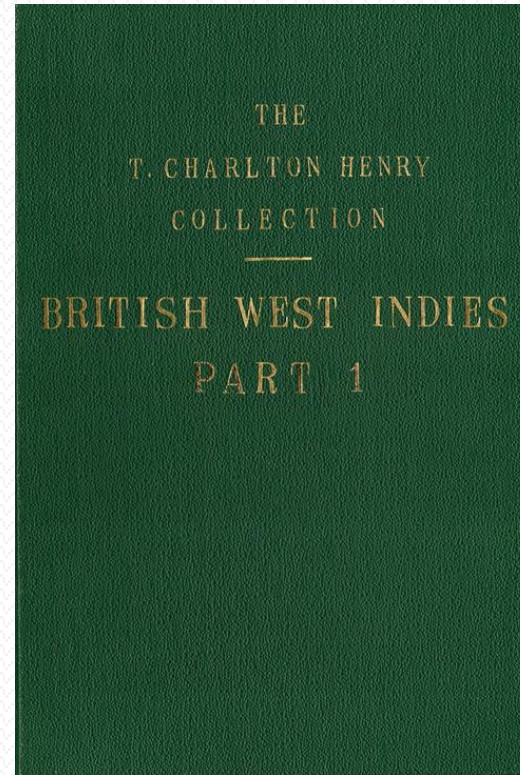 THE
T. CHARLTON HENRY
COLLECTION
BRITISH WEST INDIES
PART 1